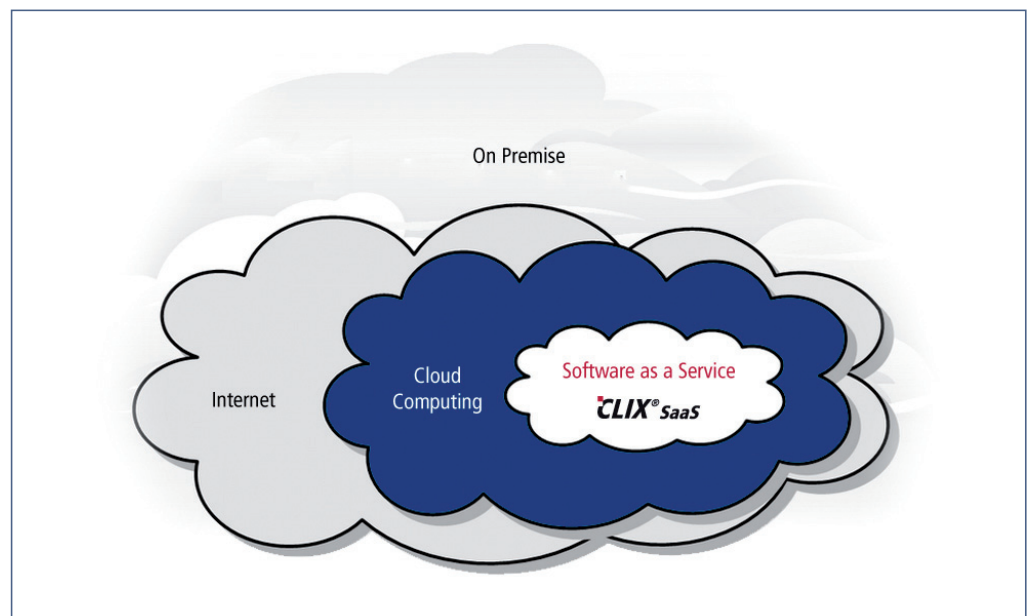 On Premise
Internet
Cloud
Computing
Software as a Service
CLIX® SaaS